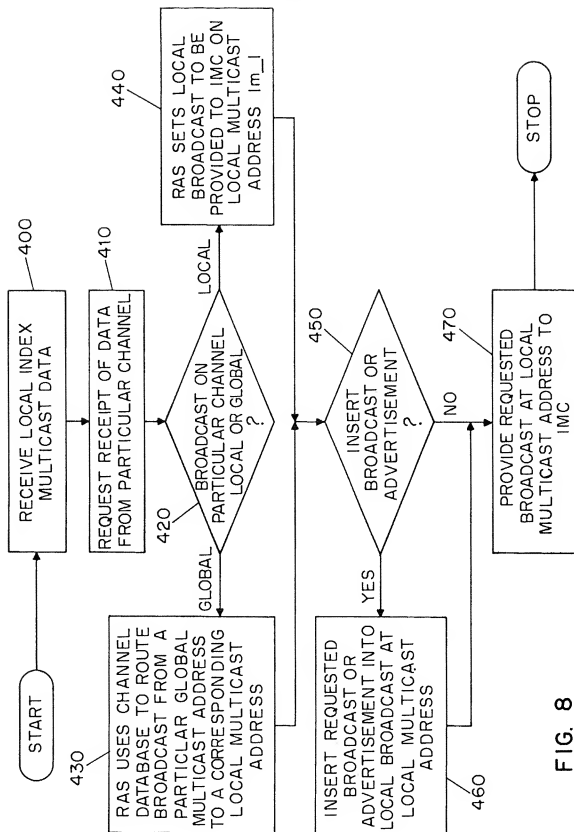 START
RECEIVE LOCAL INDEX
MULTICAST DATA
400
REQUEST RECEIPT OF DATA
FROM PARTICULAR CHANNEL
410
BROADCAST ON
PARTICULAR CHANNEL
LOCAL OR GLOBAL
?
420
GLOBAL
LOCAL
RAS USES CHANNEL
DATABASE TO ROUTE
BROADCAST FROM A
PARTICLAR GLOBAL
MULTICAST ADDRESS
TO A CORRESPONDING
LOCAL MULTICAST
ADDRESS
430
RAS SETS LOCAL
BROADCAST TO BE
PROVIDED TO IMC ON
LOCAL MULTICAST
ADDRESS Im_I
440
INSERT
BROADCAST OR
ADVERTISEMENT
?
450
YES
NO
INSERT REQUESTED
BROADCAST OR
ADVERTISEMENT INTO
LOCAL BROADCAST AT
LOCAL MULTICAST
ADDRESS
460
PROVIDE REQUESTED
BROADCAST AT LOCAL
MULTICAST ADDRESS TO
IMC
470
STOP
FIG. 8